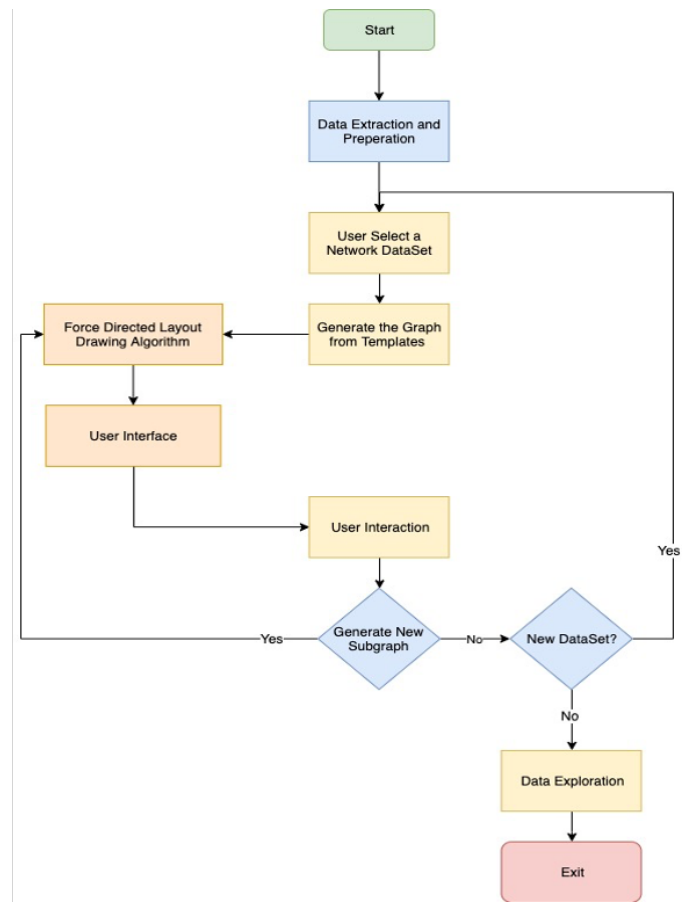 Start
Data Extraction and
Preperation
User Select a
Network DataSet
Force Directed Layout
Drawing Algorithm
Generate the Graph
from Templates
User Interface
User Interaction
Yes
Yes
Generate New
Subgraph
No
New DataSet?
No
Data Exploration
Exit